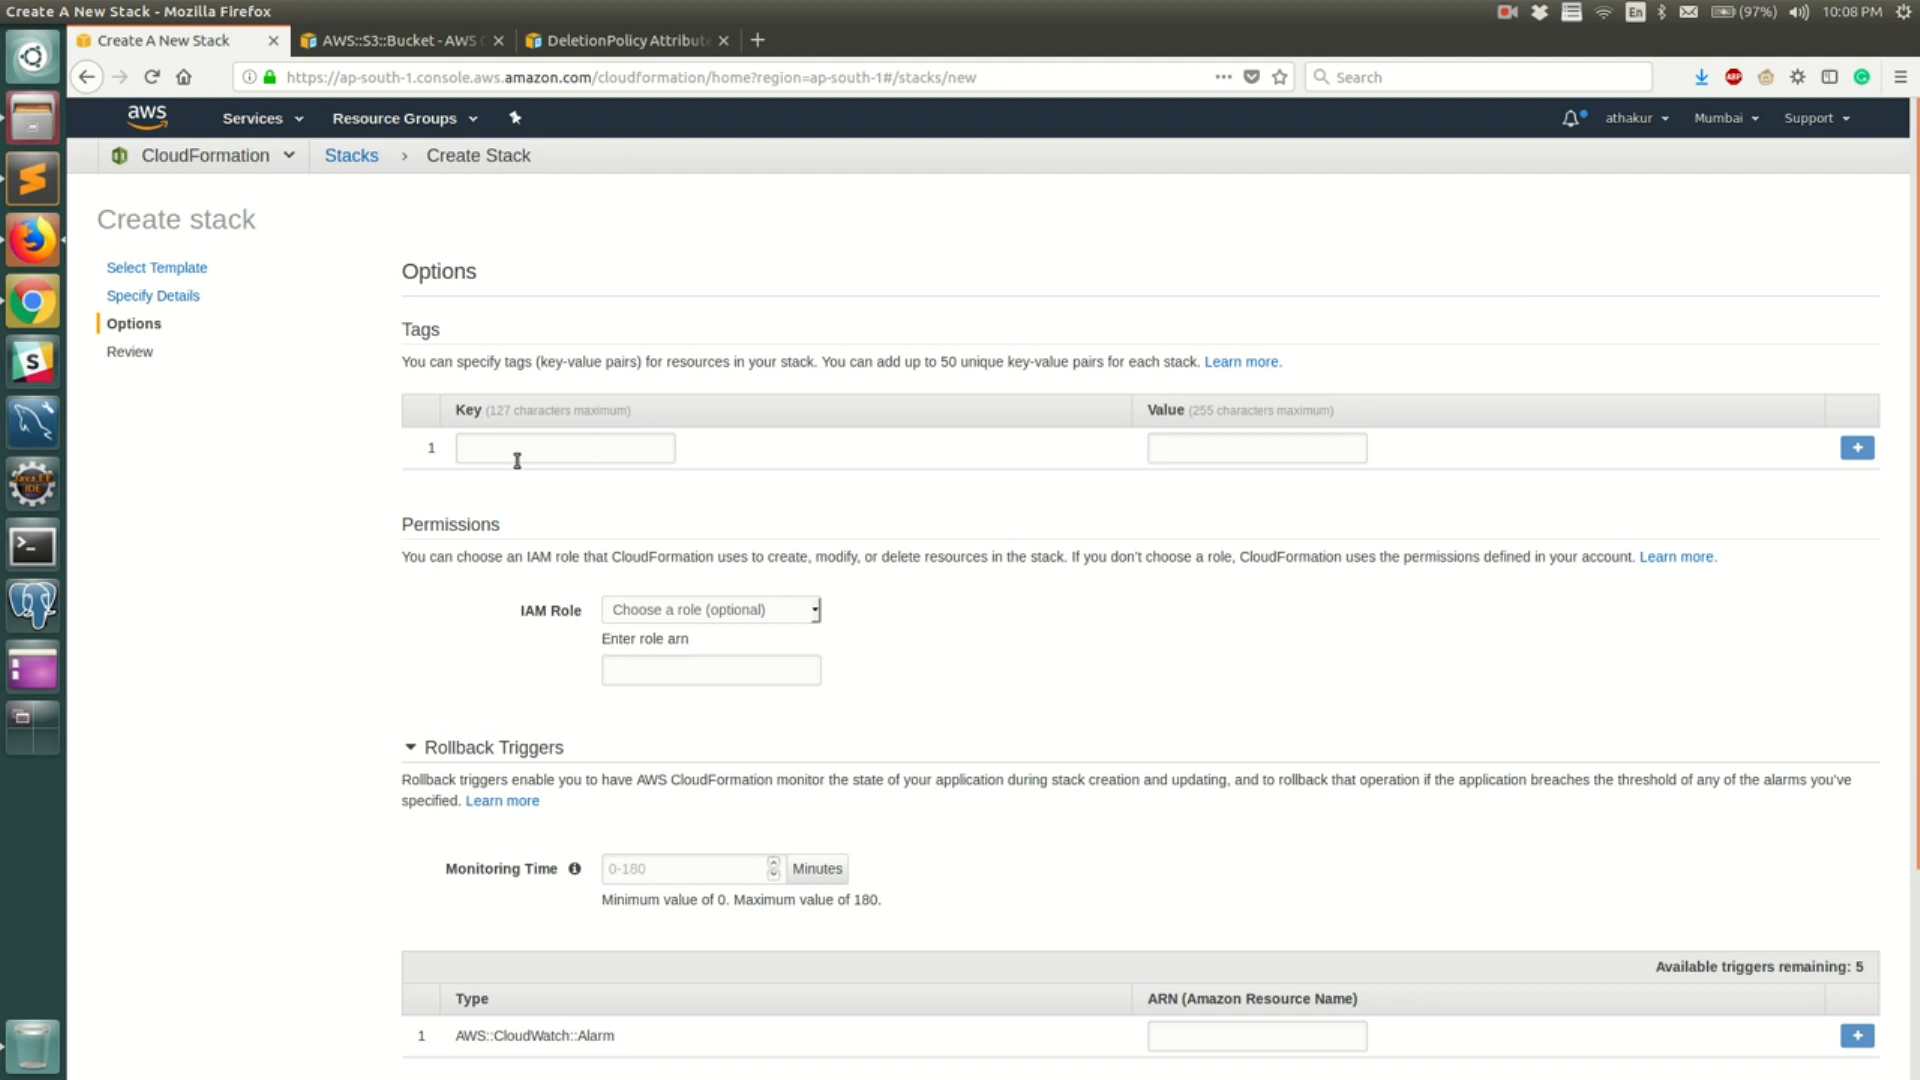 Create A New Stack - Mozilla Firefox
En
(97%)
10:08 PM
Create A New Stack
AWS::S3::Bucket - AWS C
DeletionPolicy Attribut
https://ap-south-1.console.aws.amazon.com/cloudformation/home?region=ap-south-1#/stacks/new
Search
ABP
aws
Services
Resource Groups
athakur
Mumbai
Support
CloudFormation
Stacks
Create Stack
Create stack
Select Template
Specify Details
Options
Review
Options
Tags
You can specify tags (key-value pairs) for resources in your stack. You can add up to 50 unique key-value pairs for each stack. Learn more.
Key (127 characters maximum)
Value (255 characters maximum)
1
Permissions
You can choose an IAM role that CloudFormation uses to create, modify, or delete resources in the stack. If you don't choose a role, CloudFormation uses the permissions defined in your account. Learn more.
IAM Role
Choose a role (optional)
Enter role arn
Rollback Triggers
Rollback triggers enable you to have AWS CloudFormation monitor the state of your application during stack creation and updating, and to rollback that operation if the application breaches the threshold of any of the alarms you've
specified. Learn more
Monitoring Time
0-180
Minutes
Minimum value of 0. Maximum value of 180.
Available triggers remaining: 5
Type
ARN (Amazon Resource Name)
1
AWS::CloudWatch::Alarm
S
Java EE
IDE